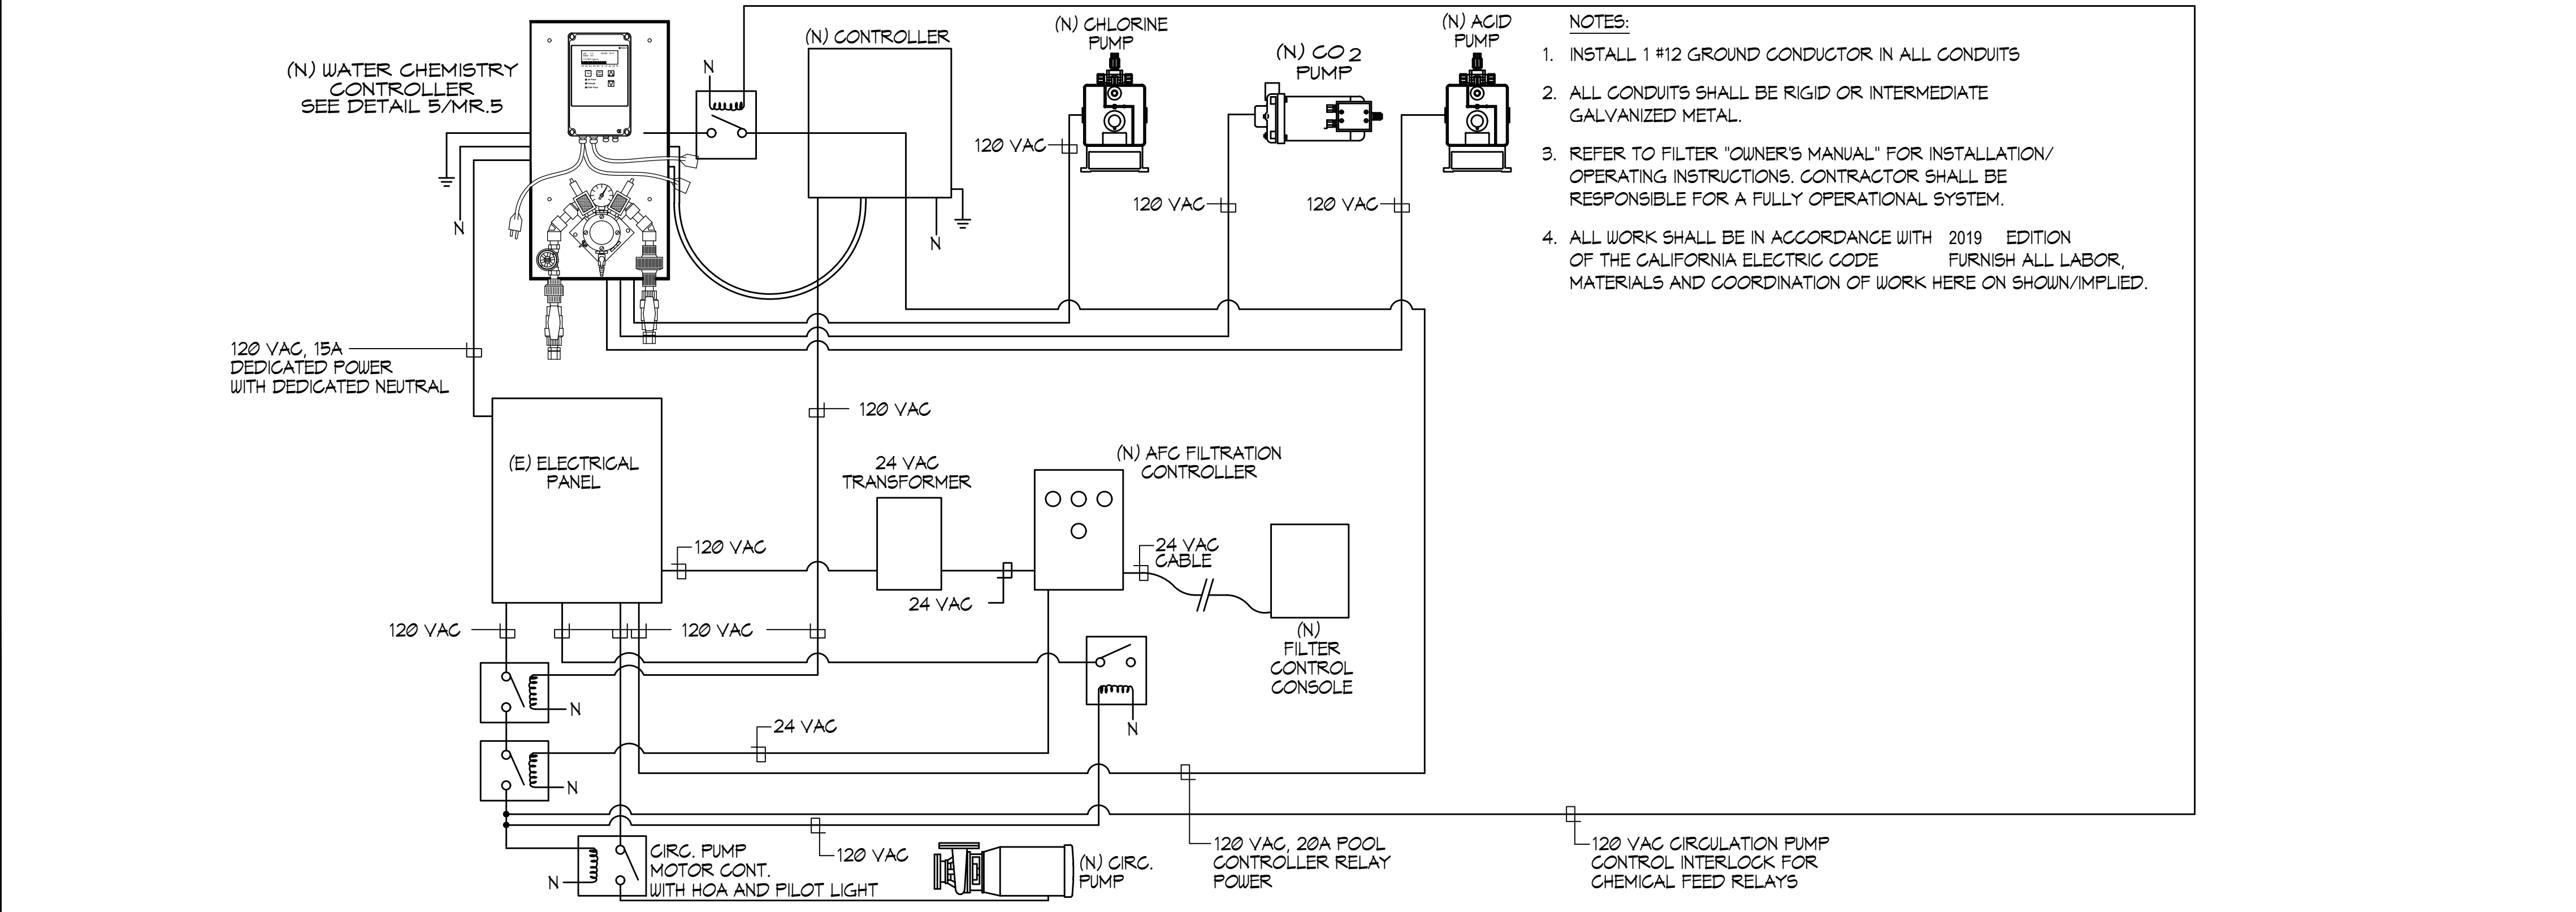 (N) WATER CHEMISTRY
CONTROLLER
SEE DETAIL 5/MR.5
N
(N) CONTROLLER
(N) CHLORINE
PUMP
(N) CO2
PUMP
(N) ACID
PUMP
120 VAC
120 VAC
120 VAC
N
N
NOTES:
1. INSTALL 1 #12 GROUND CONDUCTOR IN ALL CONDUITS
2. ALL CONDUITS SHALL BE RIGID OR INTERMEDIATE
GALVANIZED METAL.
3. REFER TO FILTER "OWNER'S MANUAL" FOR INSTALLATION/
OPERATING INSTRUCTIONS. CONTRACTOR SHALL BE
RESPONSIBLE FOR A FULLY OPERATIONAL SYSTEM.
4. ALL WORK SHALL BE IN ACCORDANCE WITH 2019 EDITION
OF THE CALIFORNIA ELECTRIC CODE FURNISH ALL LABOR,
MATERIALS AND COORDINATION OF WORK HERE ON SHOWN/IMPLIED.
120 VAC, 15A
DEDICATED POWER
WITH DEDICATED NEUTRAL
120 VAC
(E) ELECTRICAL
PANEL
24 VAC
TRANSFORMER
(N) AFC FILTRATION
CONTROLLER
120 VAC
24 VAC
24 VAC
CABLE
(N)
FILTER
CONTROL
CONSOLE
120 VAC
120 VAC
N
N
24 VAC
N
120 VAC
N
CIRC. PUMP
MOTOR CONT.
WITH HOA AND PILOT LIGHT
(N) CIRC.
PUMP
120 VAC, 20A POOL
CONTROLLER RELAY
POWER
120 VAC CIRCULATION PUMP
CONTROL INTERLOCK FOR
CHEMICAL FEED RELAYS